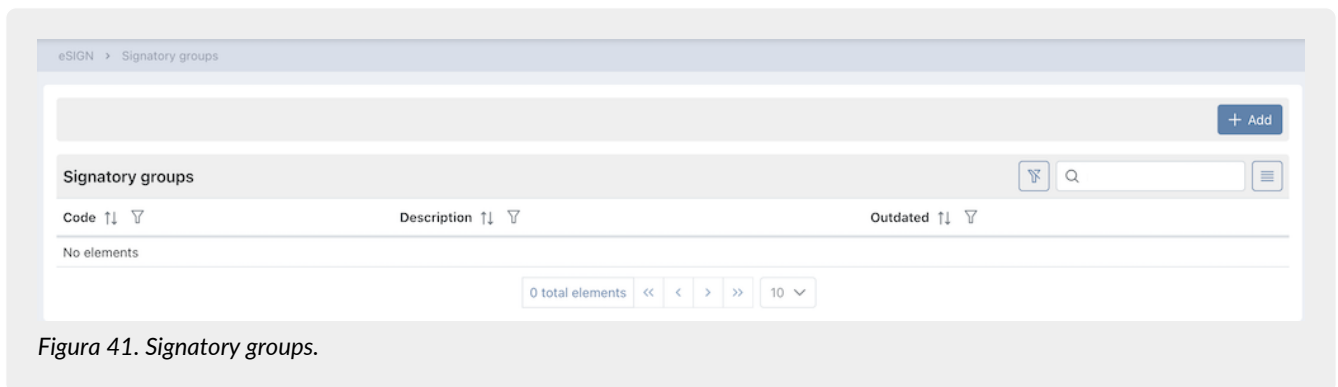 eSIGN > Signatory groups
+ Add
Signatory groups
Code Description Outdated
No elements
0 total elements « < > » 10
Figura 41. Signatory groups.